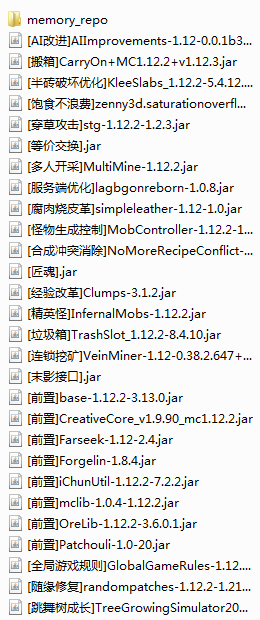 memory_repo
[AI改进]AIImprovements-1.12-0.0.1b3...
[搬箱]CarryOn+MC1.12.2+v1.12.3.jar
[半砖破坏优化]KleeSlabs_1.12.2-5.4.12....
[饱食不浪费]zenny3d.saturationoverfl...
[穿草攻击]stg-1.12.2-1.2.3.jar
[等价交换].jar
[多人开采]MultiMine-1.12.2.jar
[服务端优化]lagbgonreborn-1.0.8.jar
[腐肉烧皮革]simpleleather-1.12-1.0.jar
[怪物生成控制]MobController-1.12.2-1...
[合成冲突消除]NoMoreRecipeConflict-...
[匠魂].jar
[经验改革]Clumps-3.1.2.jar
[精英怪]InfernalMobs-1.12.2.jar
[垃圾箱]TrashSlot_1.12.2-8.4.10.jar
[连锁挖矿]VeinMiner-1.12-0.38.2.647+...
[末影接口].jar
[前置]base-1.12.2-3.13.0.jar
[前置]CreativeCore_v1.9.90_mc1.12.2.jar
[前置]Farseek-1.12-2.4.jar
[前置]Forgelin-1.8.4.jar
[前置]iChunUtil-1.12.2-7.2.2.jar
[前置]mclib-1.0.4-1.12.2.jar
[前置]OreLib-1.12.2-3.6.0.1.jar
[前置]Patchouli-1.0-20.jar
[全局游戏规则]GlobalGameRules-1.12....
[随缘修复]randompatches-1.12.2-1.21...
[跳舞树成长]TreeGrowingSimulator20...